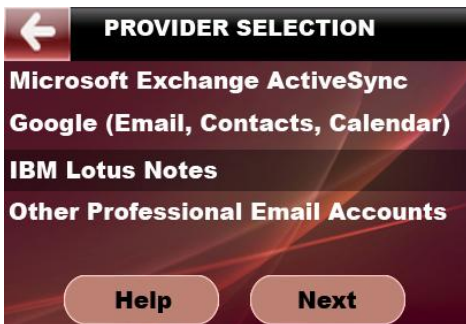 PROVIDER SELECTION
Microsoft Exchange ActiveSync
Google (Email, Contacts, Calendar)
IBM Lotus Notes
Other Professional Email Accounts
Help Next